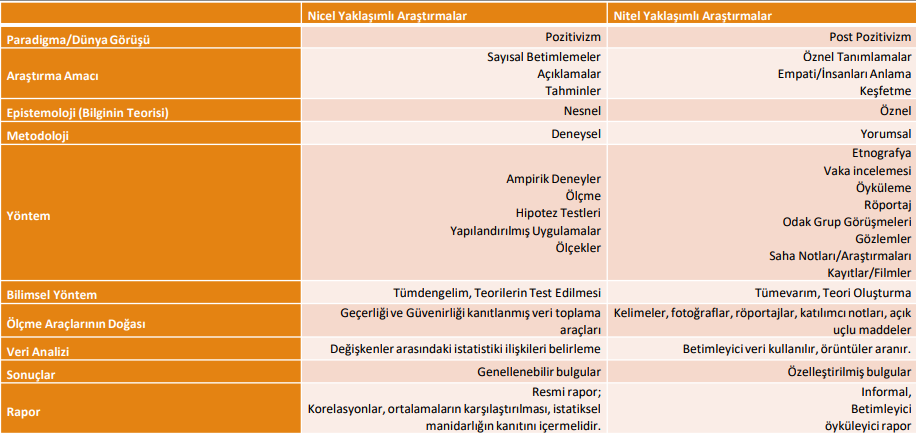 Nicel Yaklaşımlı Araştırmalar Nitel Yaklaşımlı Araştırmalar
Paradigma/Dünya Görüşü Pozitivizm Post Pozitivizm
Araştırma Amacı
Sayısal Betimlemeler
Açıklamalar
Tahminler
Öznel Tanımlamalar
Empati/İnsanları Anlama
Keşfetme
Epistemoloji (Bilginin Teorisi) Nesnel Öznel
Metodoloji Deneysel Yorumsal
Yöntem
Ampirik Deneyler
Ölçme
Hipotez Testleri
Yapılandırılmış Uygulamalar
Ölçekler
Etnografya
Vaka incelemesi
Öyküleme
Röportaj
Odak Grup Görüşmeleri
Gözlemler
Saha Notları/Araştırmaları
Kayıtlar/Filmler
Bilimsel Yöntem Tümdengelim, Teorilerin Test Edilmesi Tümevarım, Teori Oluşturma
Ölçme Araçlarının Doğası
Geçerliği ve Güvenirliği kanıtlanmış veri toplama
araçları
Kelimeler, fotoğraflar, röportajlar, katılımcı notları, açık
uçlu maddeler
Veri Analizi Değişkenler arasındaki istatistiki ilişkileri belirleme Betimleyici veri kullanılır, örüntüler aranır.
Sonuçlar Genellenebilir bulgular Özelleştirilmiş bulgular
Rapor
Resmi rapor;
Korelasyonlar, ortalamaların karşılaştırılması, istatiksel
manidarlığın kanıtını içermelidir.
Informal,
Betimleyici
öyküleyici rapor